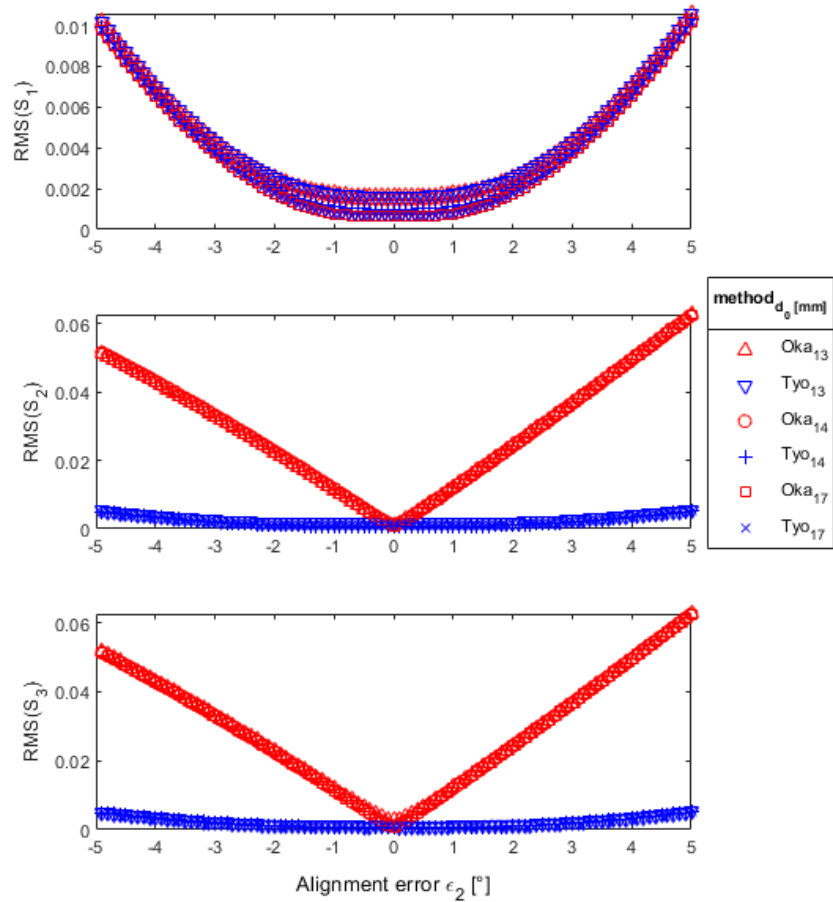 0.01
0.008
0.006
0.004
0.002
0
RMS(S₁)
-5 -4 -3 -2 -1 0 1 2 3 4 5
0.06
0.04
0.02
0
RMS(S₂)
-5 -4 -3 -2 -1 0 1 2 3 4 5
method d₀ [mm]
Oka₁₃
Tyo₁₃
Oka₁₄
Tyo₁₄
Oka₁₇
Tyo₁₇
0.06
0.04
0.02
0
RMS(S₃)
-5 -4 -3 -2 -1 0 1 2 3 4 5
Alignment error ϵ₂ [°]